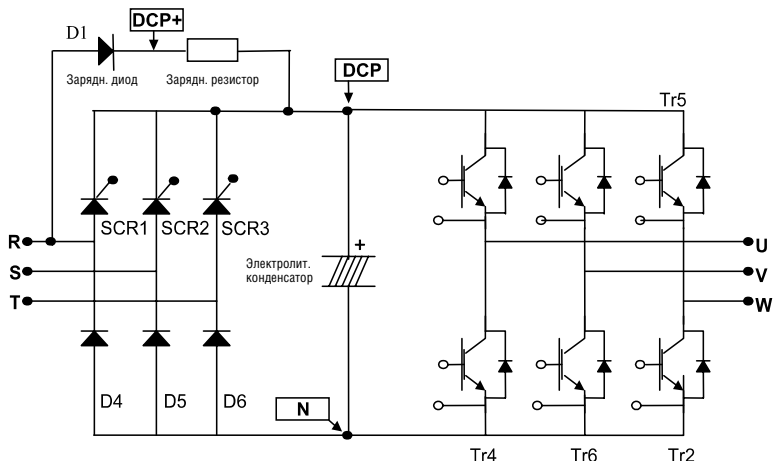 D1
DCP+
Зарядн. диод
Зарядн. резистор
DCP
Tr5
SCR1
SCR2
SCR3
R
S
T
+
Электролит.
конденсатор
U
V
W
D4
D5
D6
N
Tr4
Tr6
Tr2